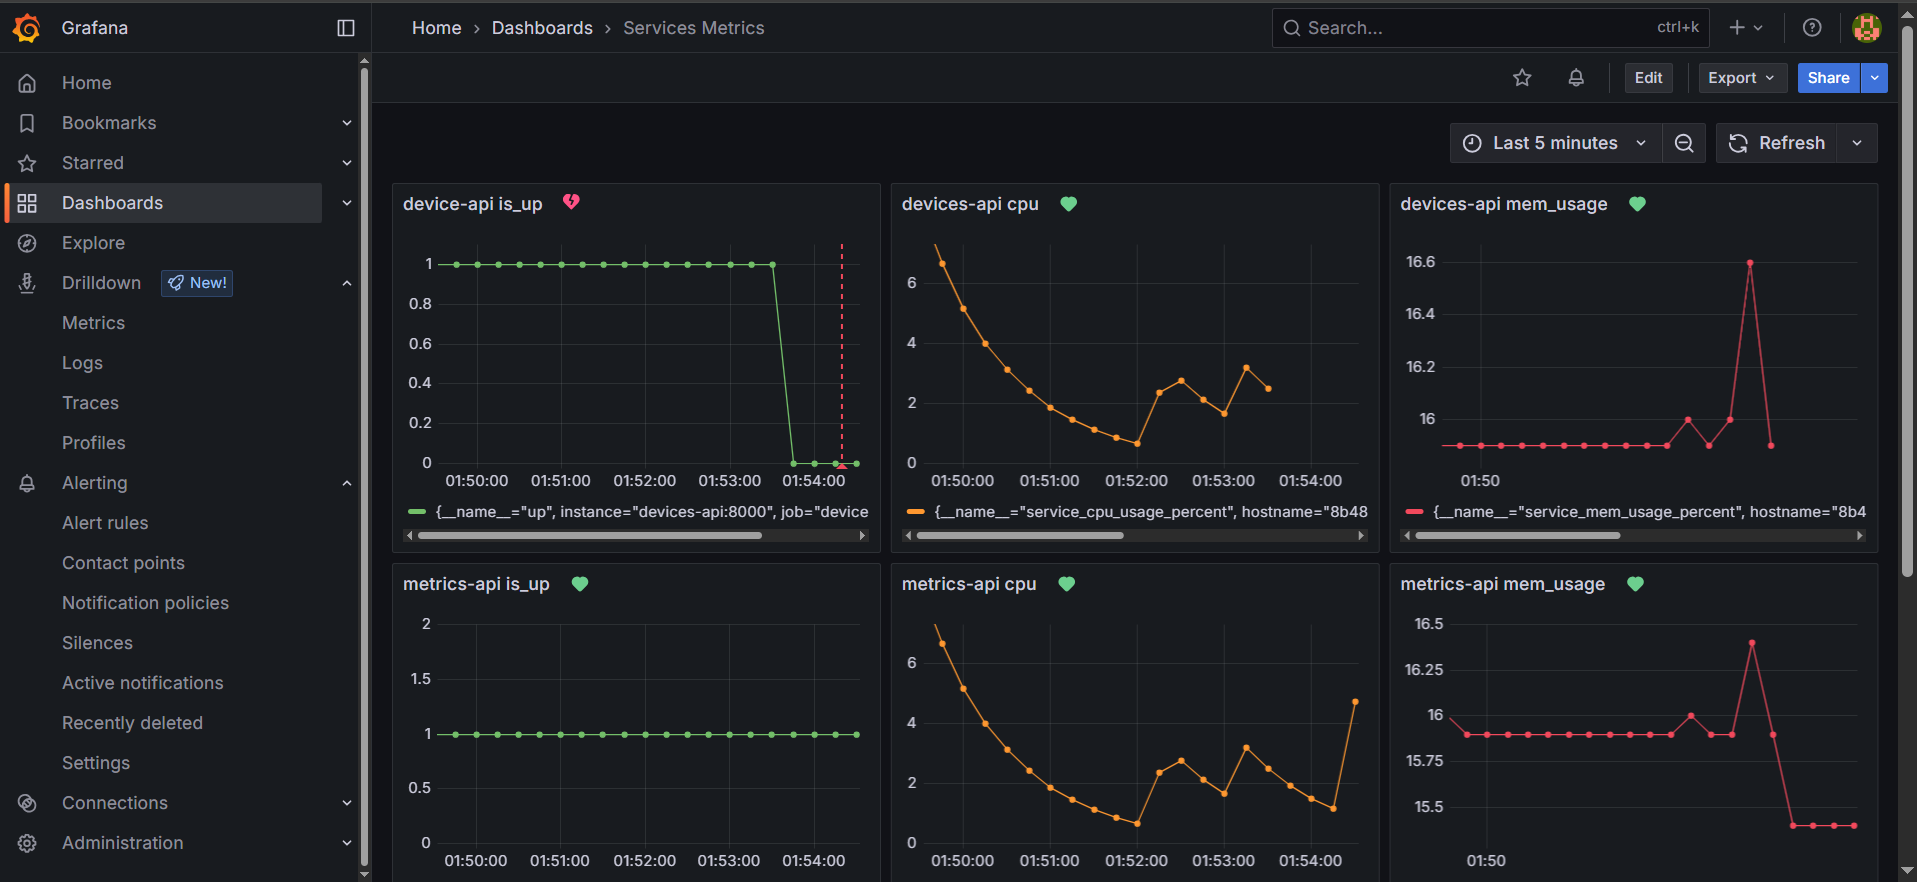 Grafana
Home › Dashboards › Services Metrics
Search...
ctrl+k
Edit
Export
Share
Home
Bookmarks
Starred
Dashboards
Explore
Drilldown
New!
Metrics
Logs
Traces
Profiles
Alerting
Alert rules
Contact points
Notification policies
Silences
Active notifications
Recently deleted
Settings
Connections
Administration
Last 5 minutes
Refresh
device-api is_up
1
0.8
0.6
0.4
0.2
0
01:50:00 01:51:00 01:52:00 01:53:00 01:54:00
{__name__="up", instance="devices-api:8000", job="device
devices-api cpu
6
4
2
0
01:50:00 01:51:00 01:52:00 01:53:00 01:54:00
{__name__="service_cpu_usage_percent", hostname="8b48
devices-api mem_usage
16.6
16.4
16.2
16
01:50
{__name__="service_mem_usage_percent", hostname="8b4
metrics-api is_up
2
1.5
1
0.5
0
01:50:00 01:51:00 01:52:00 01:53:00 01:54:00
metrics-api cpu
6
4
2
0
01:50:00 01:51:00 01:52:00 01:53:00 01:54:00
metrics-api mem_usage
16.5
16.25
16
15.75
15.5
01:50